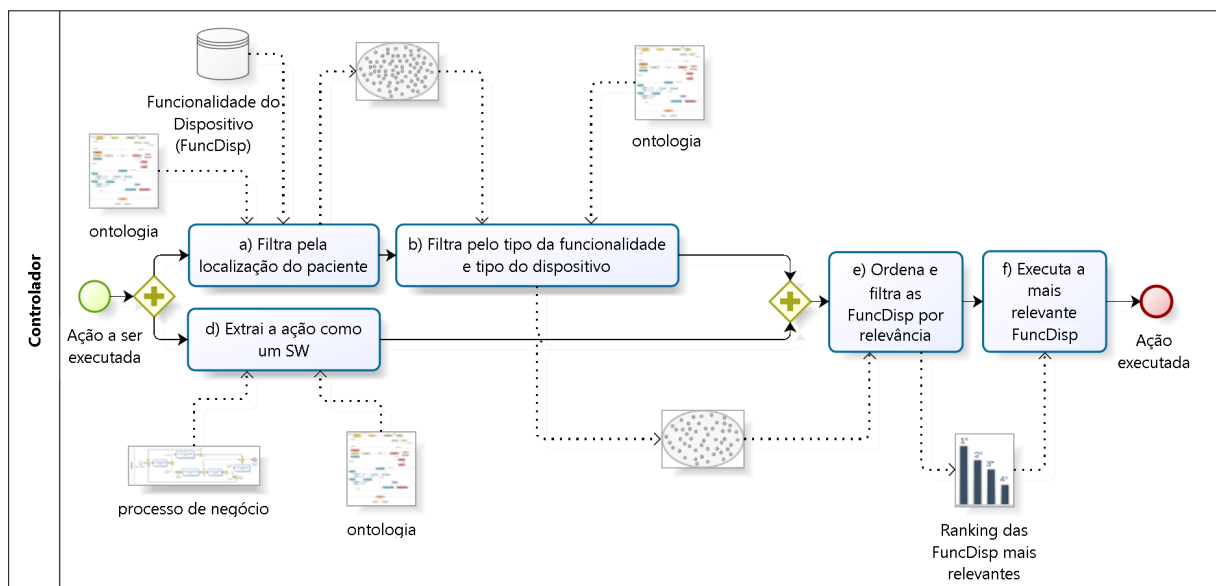 Controlador
Funcionalidade do
Dispositivo
(FuncDisp)
ontologia
ontologia
a) Filtra pela
localização do paciente
b) Filtra pelo tipo da funcionalidade
e tipo do dispositivo
Ação a ser
executada
d) Extrai a ação como
um SW
e) Ordena e
filtra as
FuncDisp por
relevância
f) Executa a
mais
relevante
FuncDisp
Ação
executada
processo de negócio
ontologia
1º
2º
3º
4º
Ranking das
FuncDisp mais
relevantes